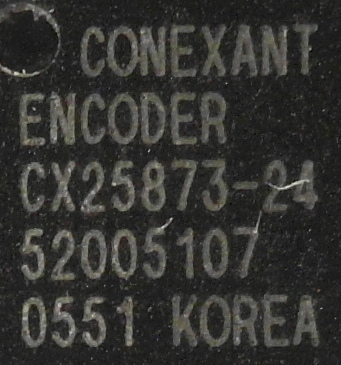 CONEXANT
ENCODER
CX25873-24
52005107
0551 KOREA